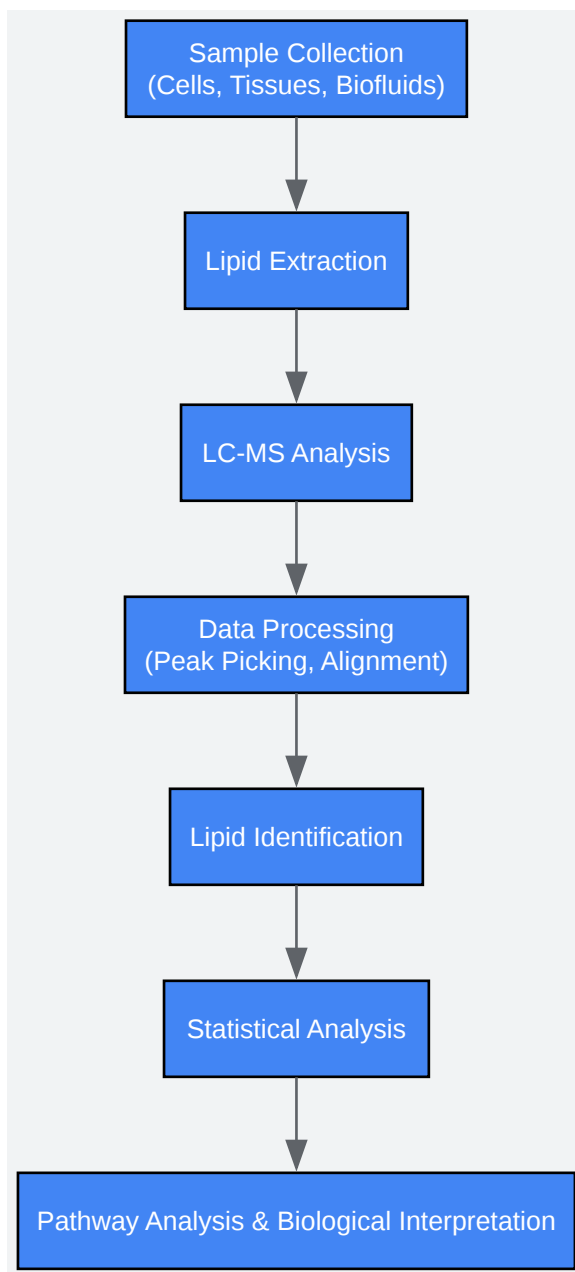 Sample Collection
(Cells, Tissues, Biofluids)
Lipid Extraction
LC-MS Analysis
Data Processing
(Peak Picking, Alignment)
Lipid Identification
Statistical Analysis
Pathway Analysis & Biological Interpretation